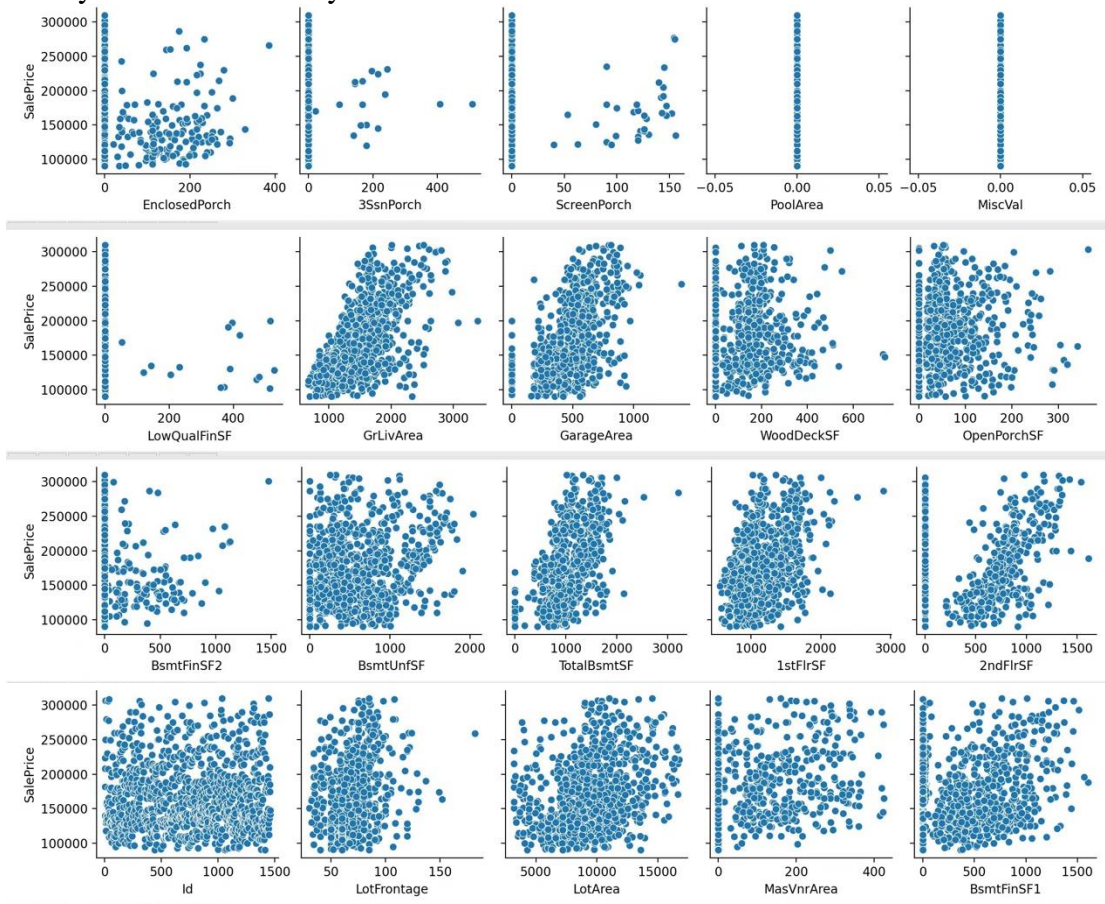 300000
250000
200000
150000
100000
SalePrice
0 100 200 300 400
EnclosedPorch
0 200 400
3SsnPorch
0 50 100 150
ScreenPorch
−0.05 0.00 0.05
PoolArea
−0.05 0.00 0.05
MiscVal
300000
250000
200000
150000
100000
SalePrice
0 200 400
LowQualFinSF
1000 2000 3000
GrLivArea
0 500 1000
GarageArea
0 200 400 600
WoodDeckSF
0 100 200 300
OpenPorchSF
300000
250000
200000
150000
100000
SalePrice
0 500 1000 1500
BsmtFinSF2
0 1000 2000
BsmtUnfSF
0 1000 2000 3000
TotalBsmtSF
1000 2000 3000
1stFlrSF
0 500 1000 1500
2ndFlrSF
300000
250000
200000
150000
100000
SalePrice
0 500 1000 1500
Id
50 100 150
LotFrontage
5000 10000 15000
LotArea
0 200 400
MasVnrArea
0 500 1000 1500
BsmtFinSF1